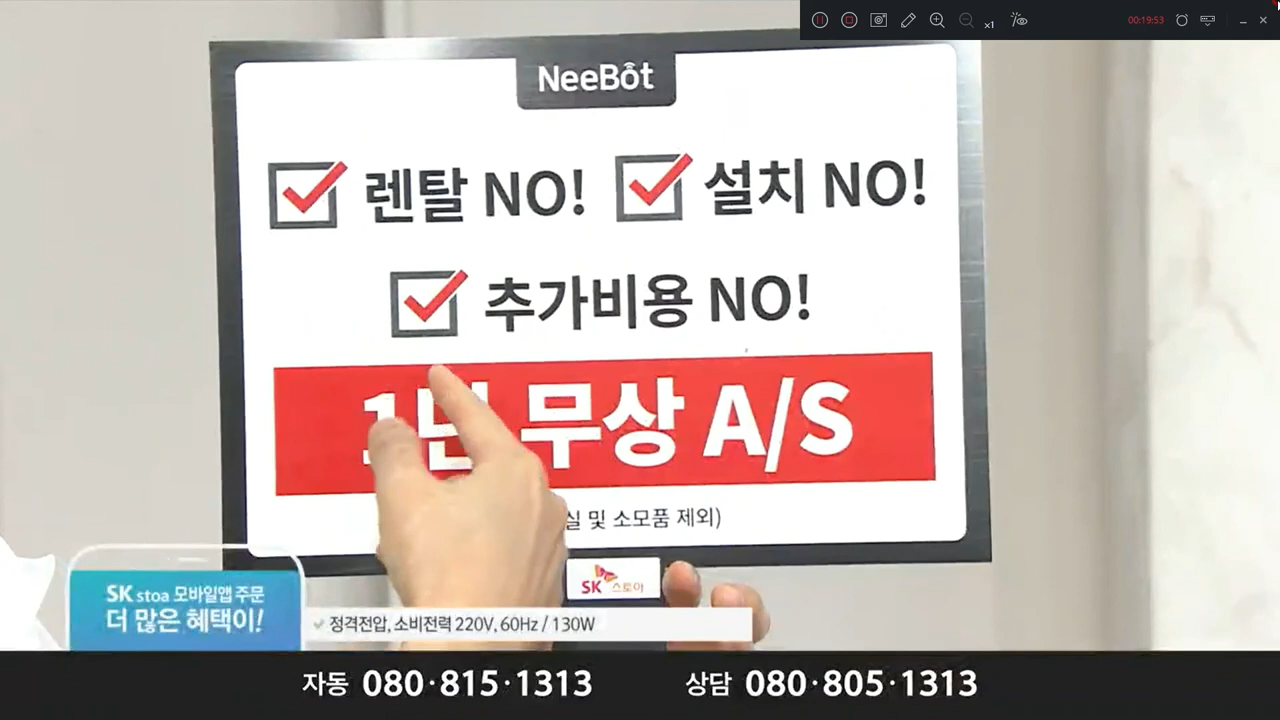 00:19:53
x1
NeeBot
렌탈 NO! 설치 NO!
추가비용 NO!
1년 무상 A/S
실 및 소모품 제외)
SK 스토아
SK stoa 모바일앱 주문
더 많은 혜택이!
정격전압, 소비전력 220V, 60Hz / 130W
자동 080·815·1313 상담 080·805·1313